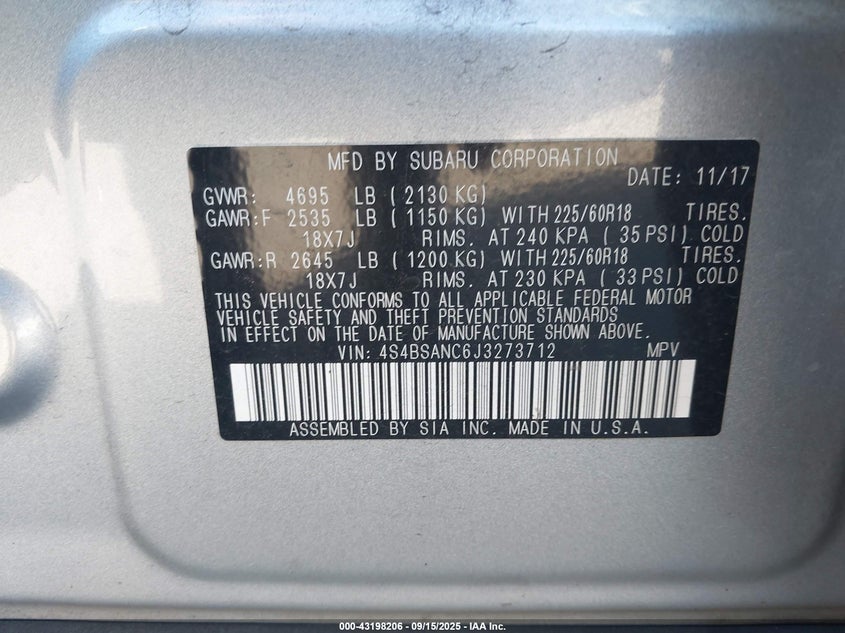 MFD BY SUBARU CORPORATION
DATE: 11/17
GVWR: 4695 LB ( 2130 KG)
GAWR:F 2535 LB ( 1150 KG) WITH 225/60R18 TIRES.
18X7J RIMS. AT 240 KPA ( 35 PSI) COLD
GAWR:R 2645 LB ( 1200 KG) WITH 225/60R18 TIRES.
18X7J RIMS. AT 230 KPA ( 33 PSI) COLD
THIS VEHICLE CONFORMS TO ALL APPLICABLE FEDERAL MOTOR
VEHICLE SAFETY AND THEFT PREVENTION STANDARDS
IN EFFECT ON THE DATE OF MANUFACTURE SHOWN ABOVE.
VIN: 4S4BSANC6J3273712 MPV
ASSEMBLED BY SIA INC. MADE IN U.S.A.
000-43198206 - 09/15/2025 - IAA Inc.